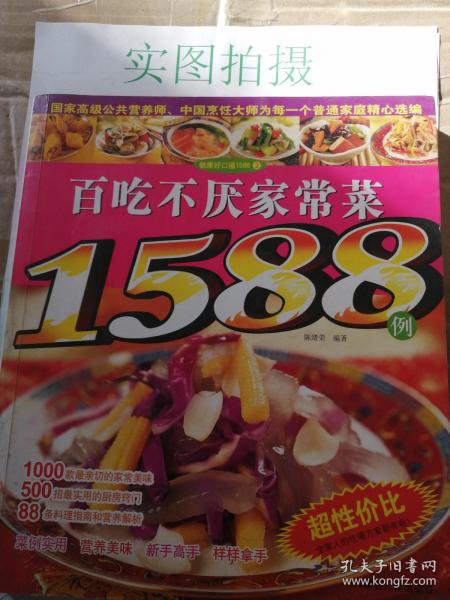 实图拍摄
国家高级公共营养师、中国烹饪大师为每一个普通家庭精心选编
健康好口福1588 2
百吃不厌家常菜
1588
例
陈绪荣 编著
1000款最亲切的家常美味
500招最实用的厨房窍门
88条料理指南和营养解析
超性价比
菜例实用 营养美味 新手高手 样样拿手
孔夫子旧书网
www.kongfz.com